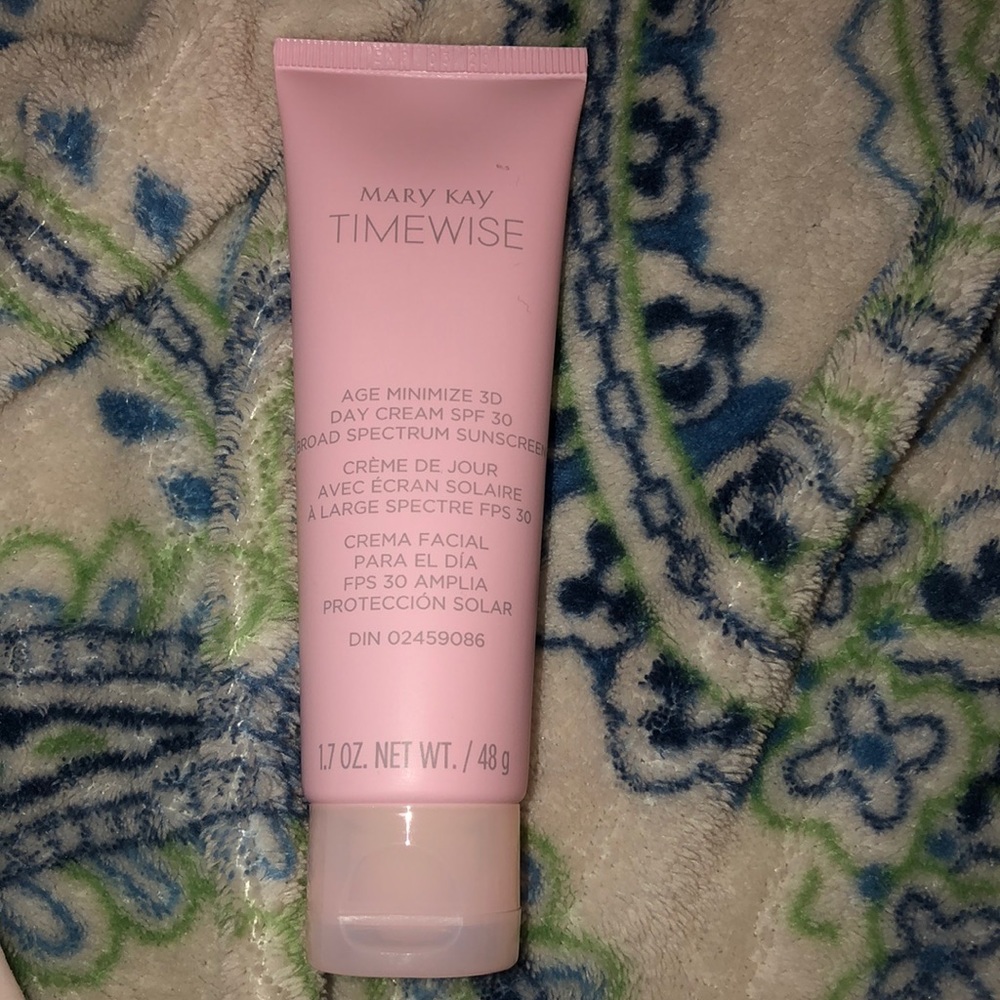 MARY KAY
TIMEWISE
AGE MINIMIZE 3D
DAY CREAM SPF 30
BROAD SPECTRUM SUNSCREEN
CRÈME DE JOUR
AVEC ÉCRAN SOLAIRE
À LARGE SPECTRE FPS 30
CREMA FACIAL
PARA EL DÍA
FPS 30 AMPLIA
PROTECCIÓN SOLAR
DIN 02459086
1.7 OZ. NET WT. / 48 g